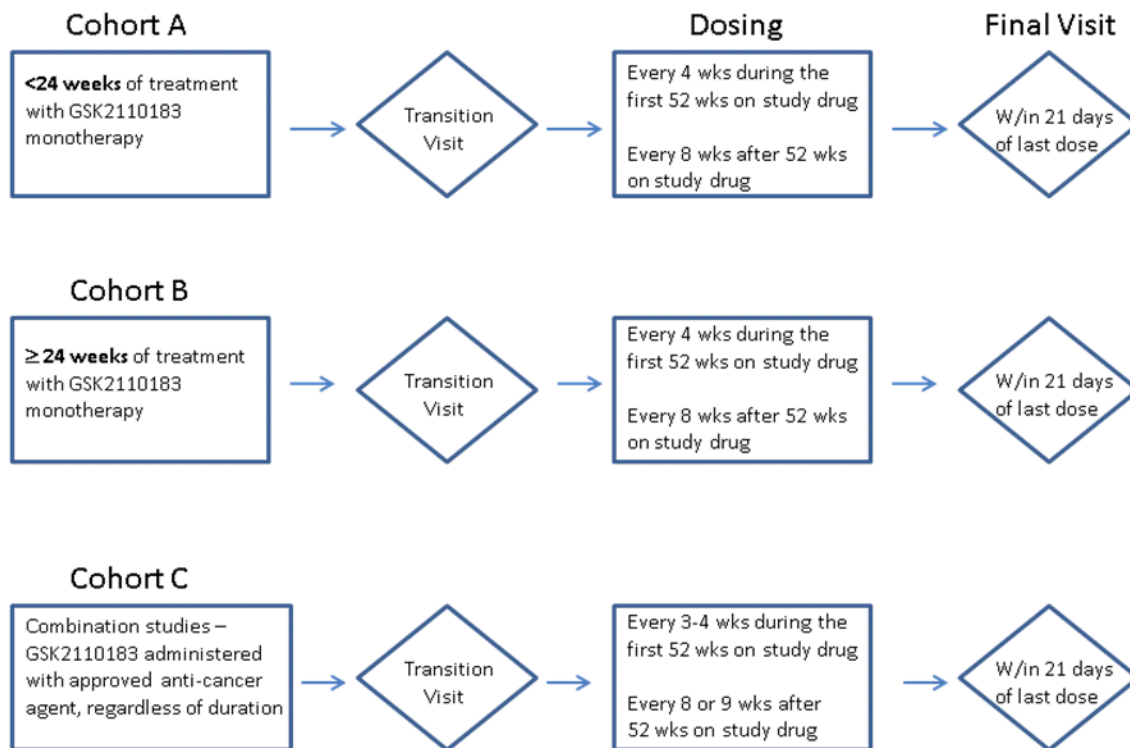 Cohort A
Dosing
Final Visit
<24 weeks of treatment
with GSK2110183
monotherapy
Transition
Visit
Every 4 wks during the
first 52 wks on study drug
Every 8 wks after 52 wks
on study drug
W/in 21 days
of last dose
Cohort B
≥ 24 weeks of treatment
with GSK2110183
monotherapy
Transition
Visit
Every 4 wks during the
first 52 wks on study drug
Every 8 wks after 52 wks
on study drug
W/in 21 days
of last dose
Cohort C
Combination studies –
GSK2110183 administered
with approved anti-cancer
agent, regardless of duration
Transition
Visit
Every 3-4 wks during the
first 52 wks on study drug
Every 8 or 9 wks after
52 wks on study drug
W/in 21 days
of last dose